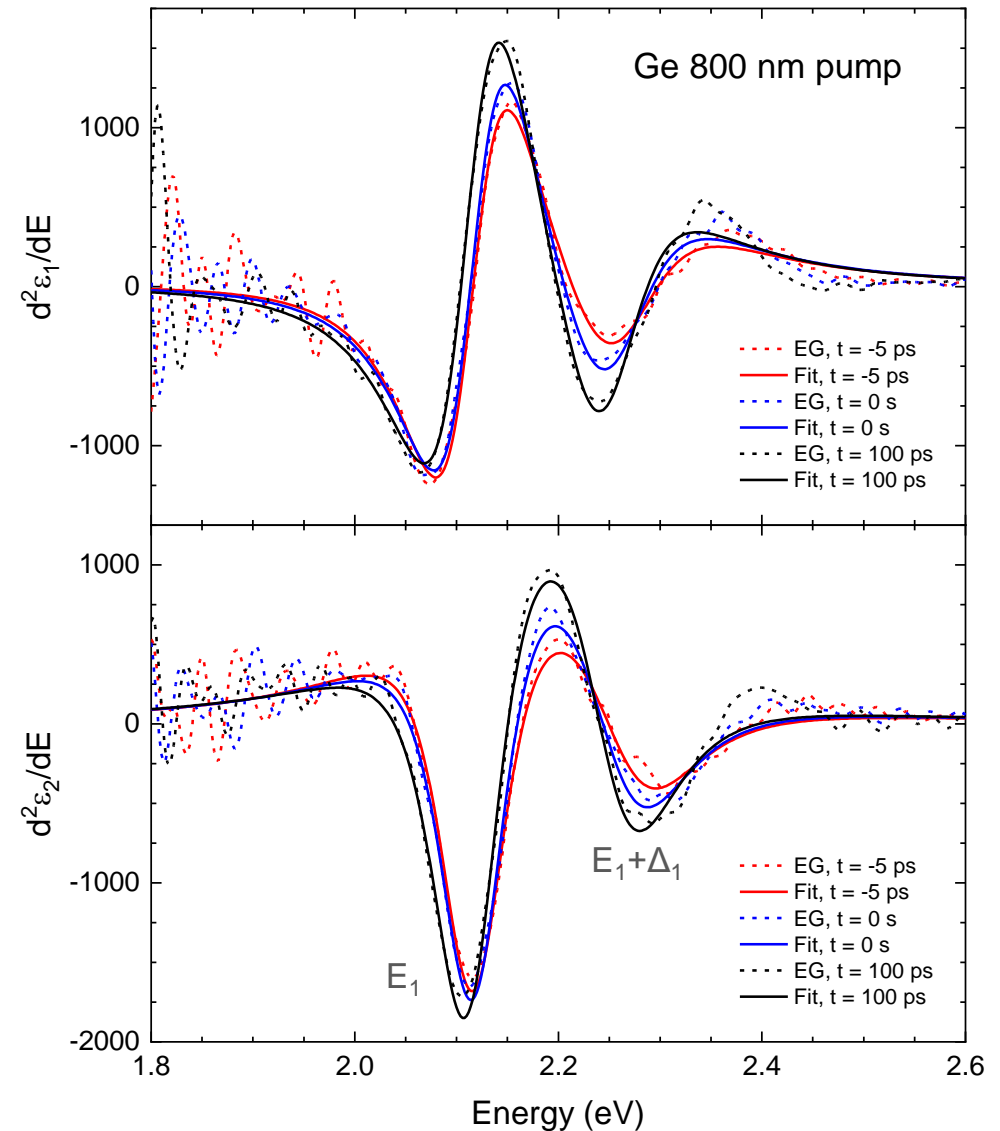 Ge 800 nm pump
d²ε₁/dE
1000
0
-1000
EG, t = -5 ps
Fit, t = -5 ps
EG, t = 0 s
Fit, t = 0 s
EG, t = 100 ps
Fit, t = 100 ps
d²ε₂/dE
1000
0
-1000
-2000
E₁
E₁+Δ₁
EG, t = -5 ps
Fit, t = -5 ps
EG, t = 0 s
Fit, t = 0 s
EG, t = 100 ps
Fit, t = 100 ps
1.8 2.0 2.2 2.4 2.6
Energy (eV)